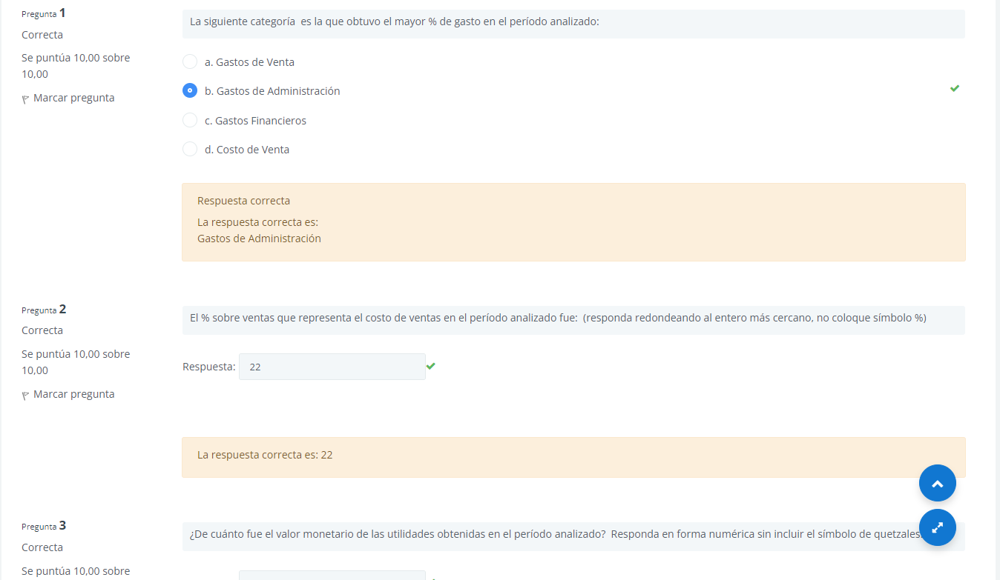 Pregunta 1
Correcta
Se puntúa 10,00 sobre
10,00
Marcar pregunta
La siguiente categoría  es la que obtuvo el mayor % de gasto en el período analizado:
a. Gastos de Venta
b. Gastos de Administración
c. Gastos Financieros
d. Costo de Venta
Respuesta correcta
La respuesta correcta es:
Gastos de Administración
Pregunta 2
Correcta
Se puntúa 10,00 sobre
10,00
Marcar pregunta
El % sobre ventas que representa el costo de ventas en el período analizado fue:  (responda redondeando al entero más cercano, no coloque símbolo %)
Respuesta: 22
La respuesta correcta es: 22
Pregunta 3
Correcta
Se puntúa 10,00 sobre
¿De cuánto fue el valor monetario de las utilidades obtenidas en el período analizado?  Responda en forma numérica sin incluir el símbolo de quetzales